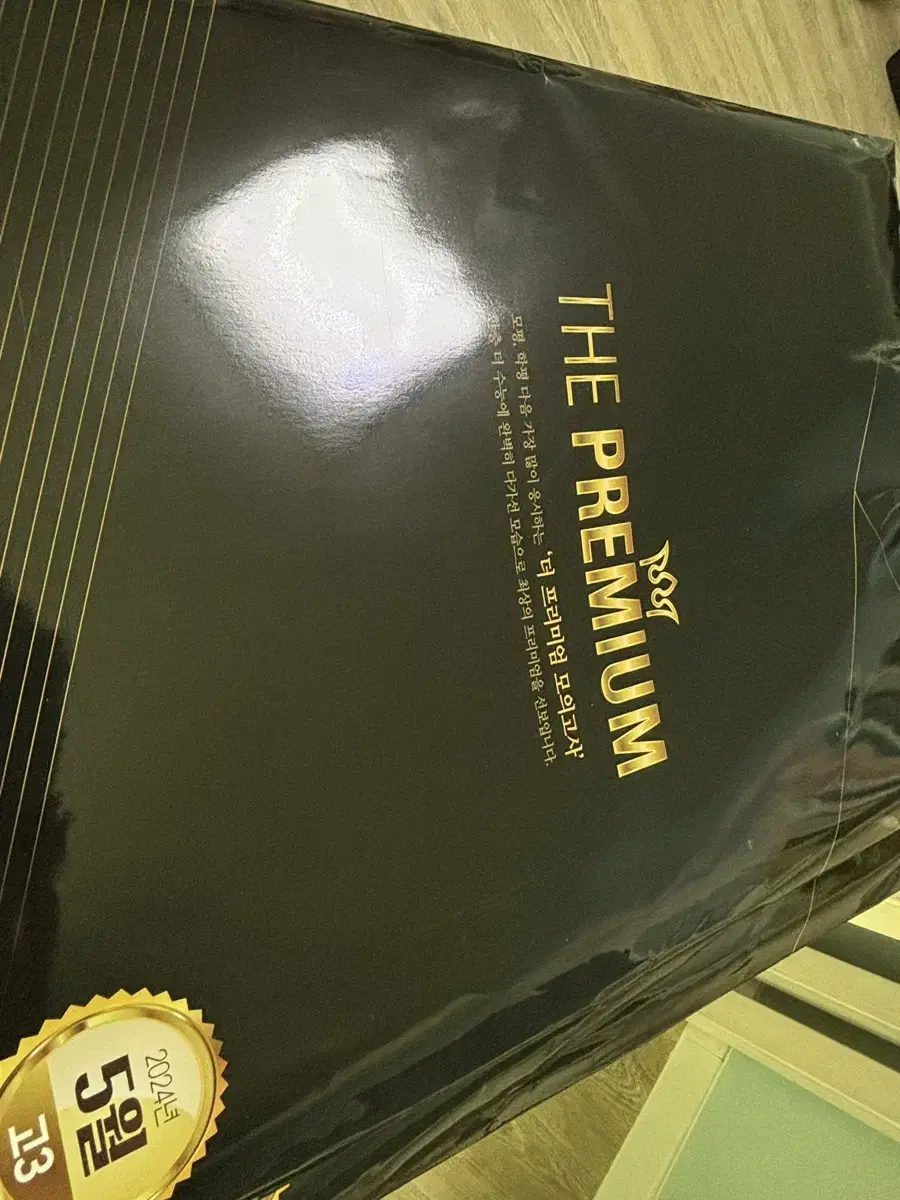 THE PREMIUM
모평, 학평 다음 가장 많이 응시하는 '더 프리미엄 모의고사'
더 수능에 완벽히 다가선 모습으로 최상의 프리미엄을 선보입니다.
2024년
5월
고3